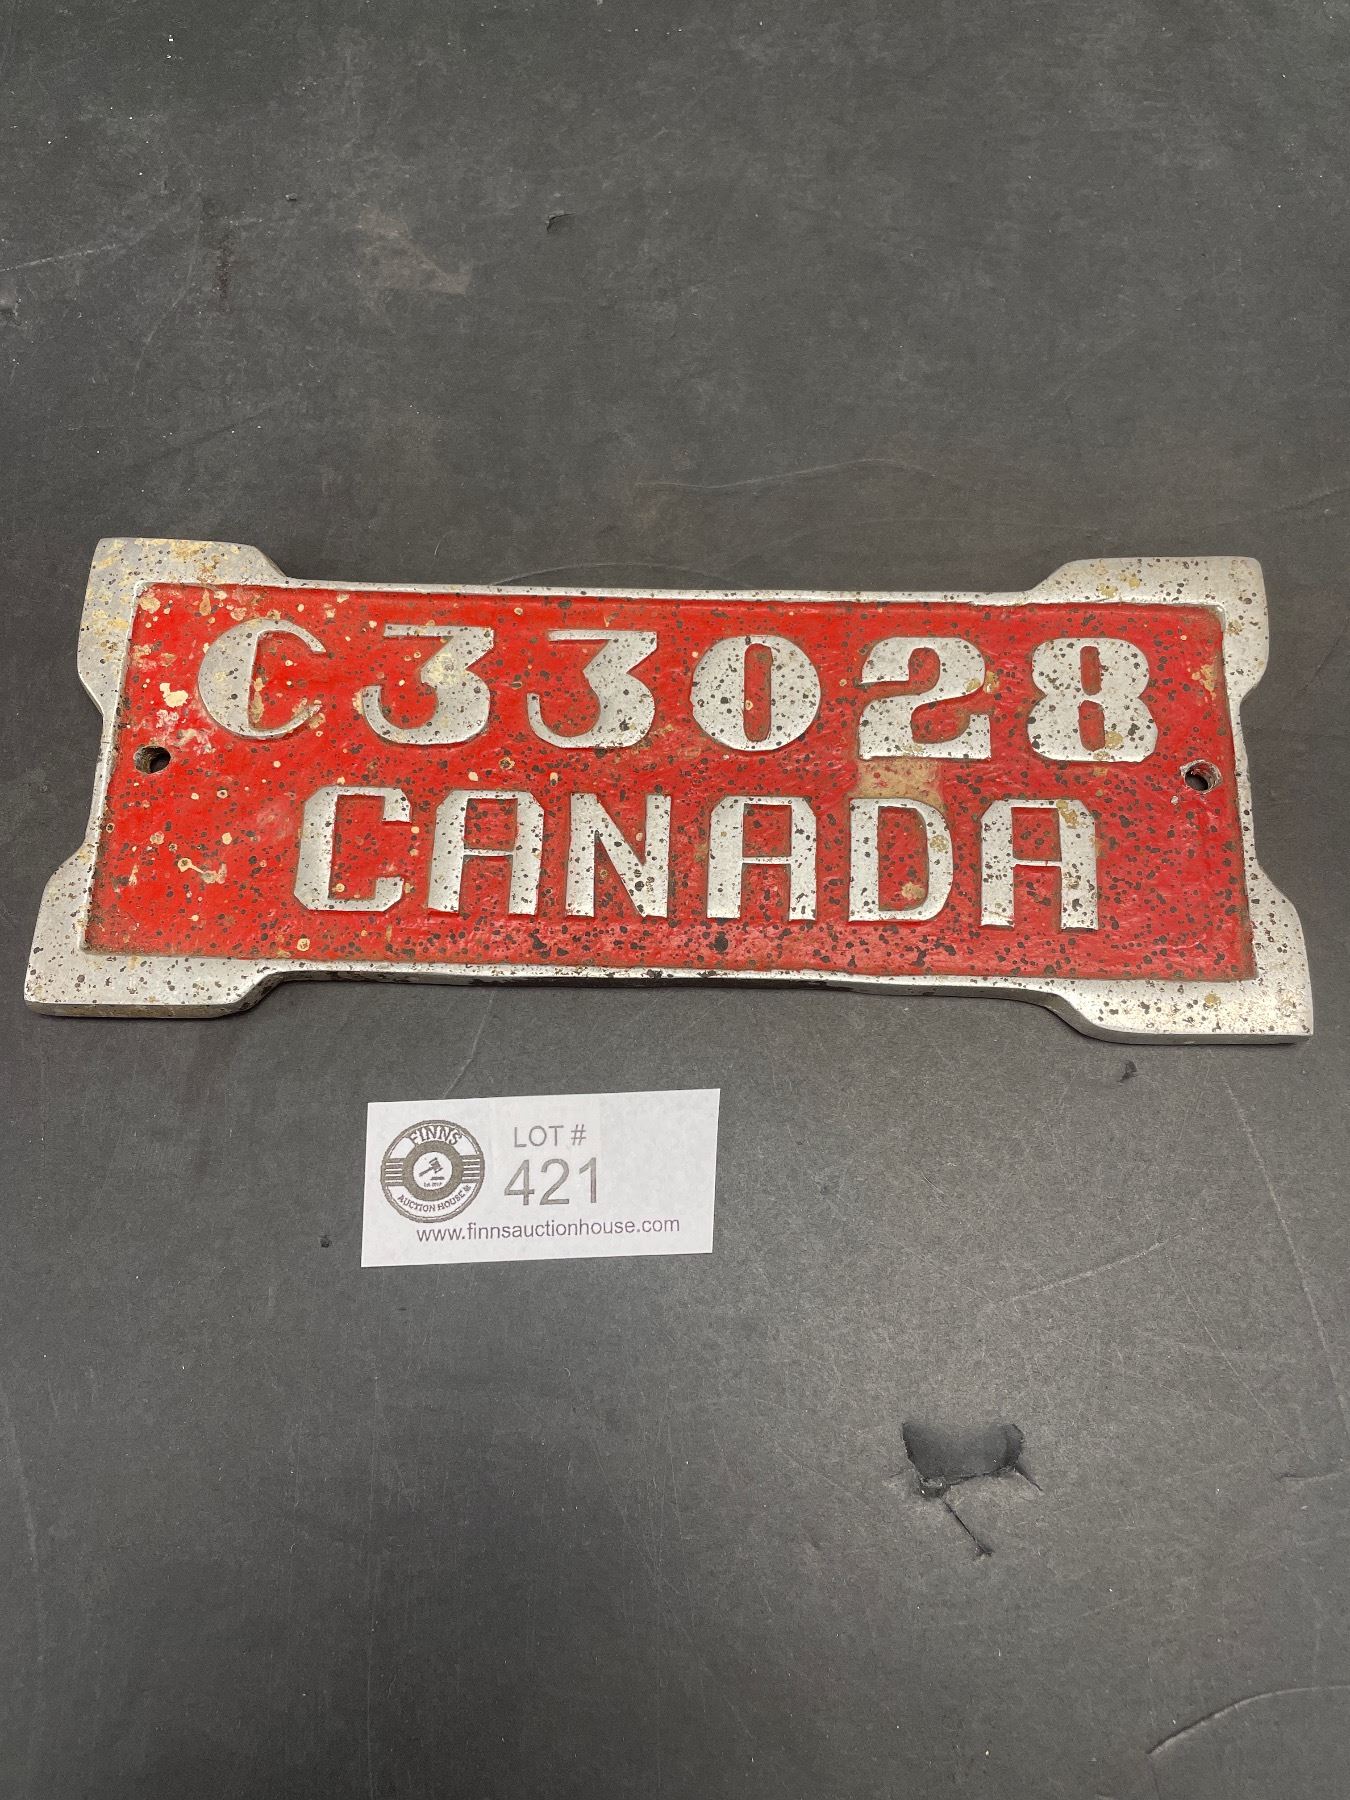 C33028
CANADA
FINNS
AUCTION HOUSE
LOT #
421
www.finnsauctionhouse.com